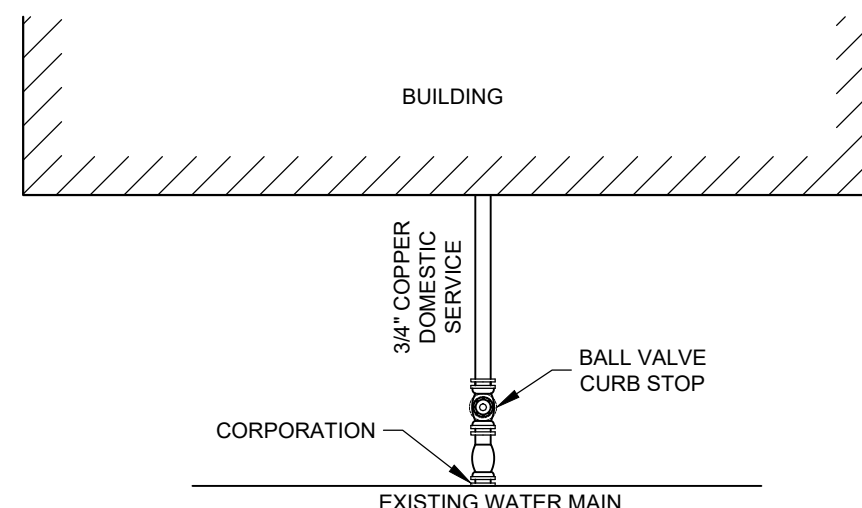 BUILDING
3/4" COPPER
DOMESTIC
SERVICE
BALL VALVE
CURB STOP
CORPORATION
EXISTING WATER MAIN